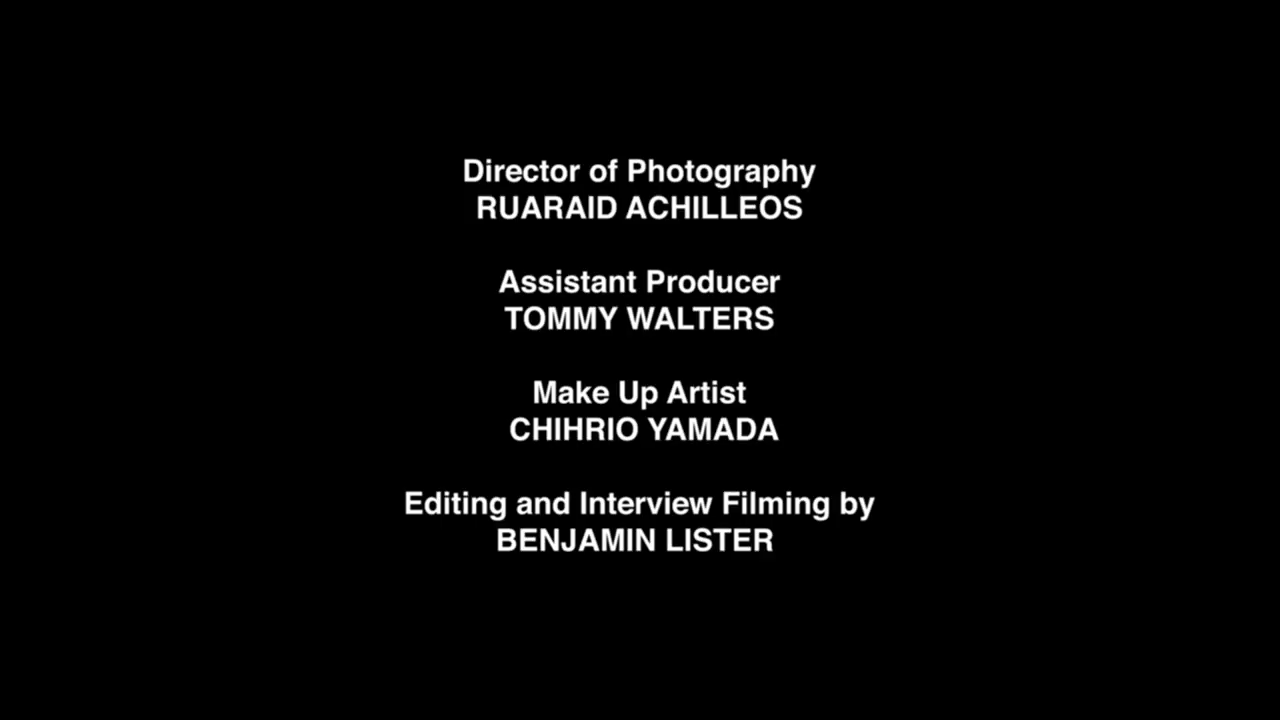 Director of Photography
RUARAID ACHILLEOS
Assistant Producer
TOMMY WALTERS
Make Up Artist
CHIHRIO YAMADA
Editing and Interview Filming by
BENJAMIN LISTER